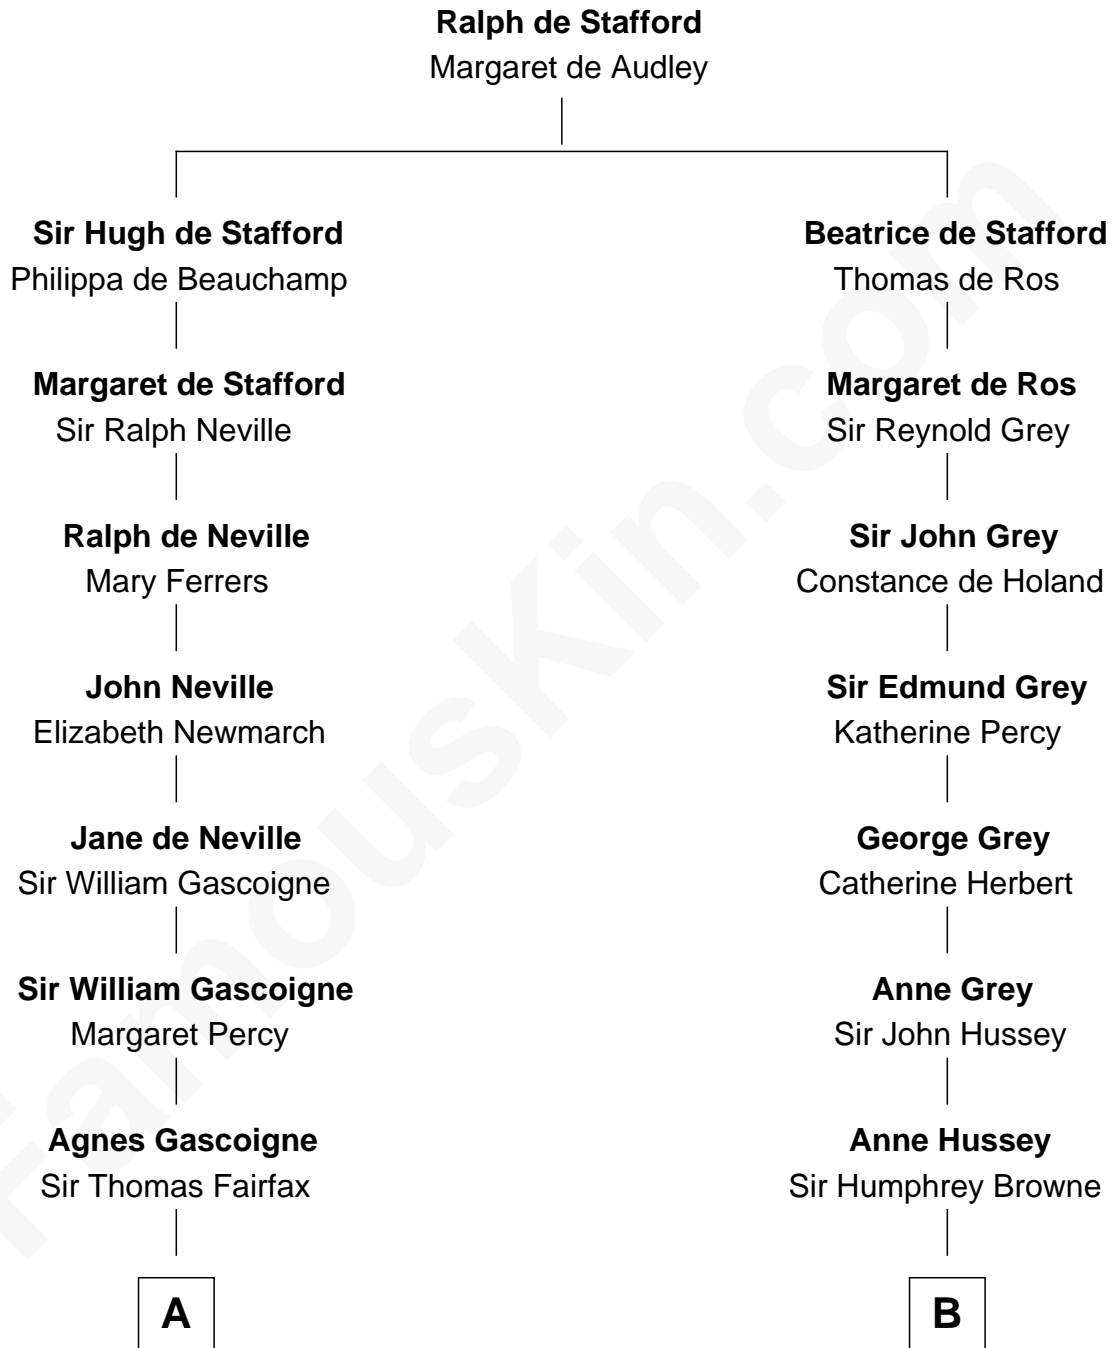 Ralph de Stafford
Margaret de Audley
Sir Hugh de Stafford
Philippa de Beauchamp
Margaret de Stafford
Sir Ralph Neville
Ralph de Neville
Mary Ferrers
John Neville
Elizabeth Newmarch
Jane de Neville
Sir William Gascoigne
Sir William Gascoigne
Margaret Percy
Agnes Gascoigne
Sir Thomas Fairfax
A
Beatrice de Stafford
Thomas de Ros
Margaret de Ros
Sir Reynold Grey
Sir John Grey
Constance de Holand
Sir Edmund Grey
Katherine Percy
George Grey
Catherine Herbert
Anne Grey
Sir John Hussey
Anne Hussey
Sir Humphrey Browne
B
FamousKin.com